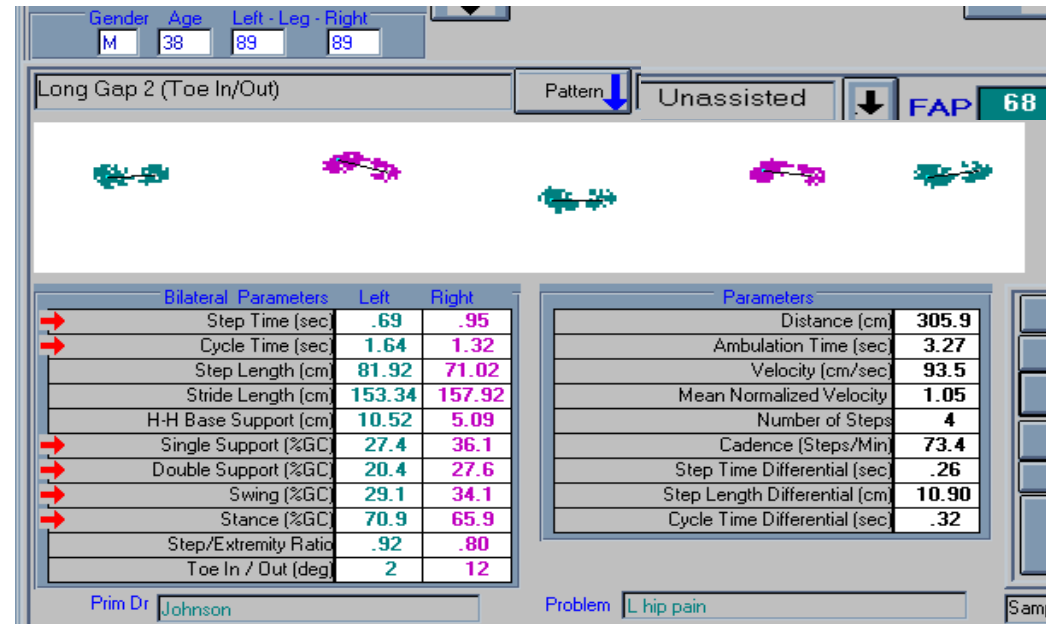 Gender Age Left - Leg - Right
M 38 89 89
Long Gap 2 (Toe In/Out) Pattern Unassisted FAP 68
Bilateral Parameters Left Right
Step Time (sec) .69 .95
Cycle Time (sec) 1.64 1.32
Step Length (cm) 81.92 71.02
Stride Length (cm) 153.34 157.92
H-H Base Support (cm) 10.52 5.09
Single Support (%GC) 27.4 36.1
Double Support (%GC) 20.4 27.6
Swing (%GC) 29.1 34.1
Stance (%GC) 70.9 65.9
Step/Extremity Ratio .92 .80
Toe In / Out (deg) 2 12
Parameters
Distance (cm) 305.9
Ambulation Time (sec) 3.27
Velocity (cm/sec) 93.5
Mean Normalized Velocity 1.05
Number of Steps 4
Cadence (Steps/Min) 73.4
Step Time Differential (sec) .26
Step Length Differential (cm) 10.90
Cycle Time Differential (sec) .32
Prim Dr Johnson Problem L hip pain